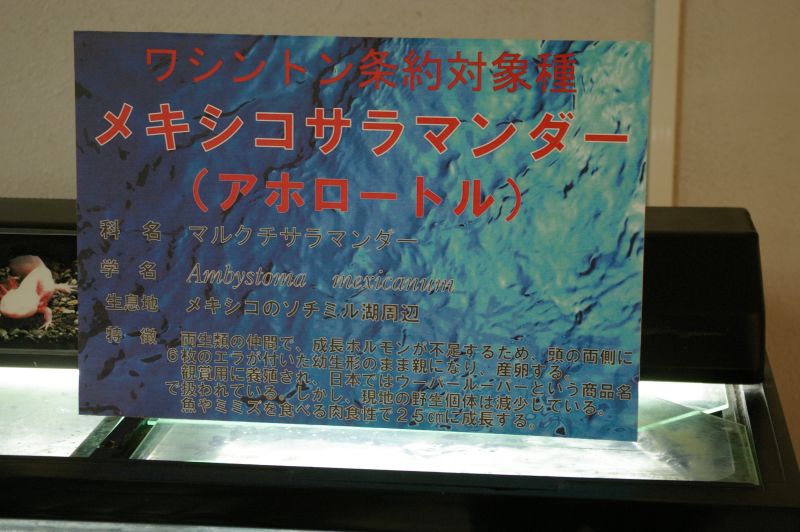 ワシントン条約対象種
メキシコサラマンダー
(アホロートル)
科 名 マルクチサラマンダー
学 名 Ambystoma mexicanum
生息地 メキシコのソチミル湖周辺
特 徴 両生類の仲間で、成長ホルモンが不足するため、頭の両側に
6枚のエラが付いた幼生形のまま親になり、産卵する。
観賞用に養殖され、日本ではウーパールーパーという商品名
で扱われている。しかし、現地の野生個体は減少している。
魚やミミズを食べる肉食性で25㎝に成長する。